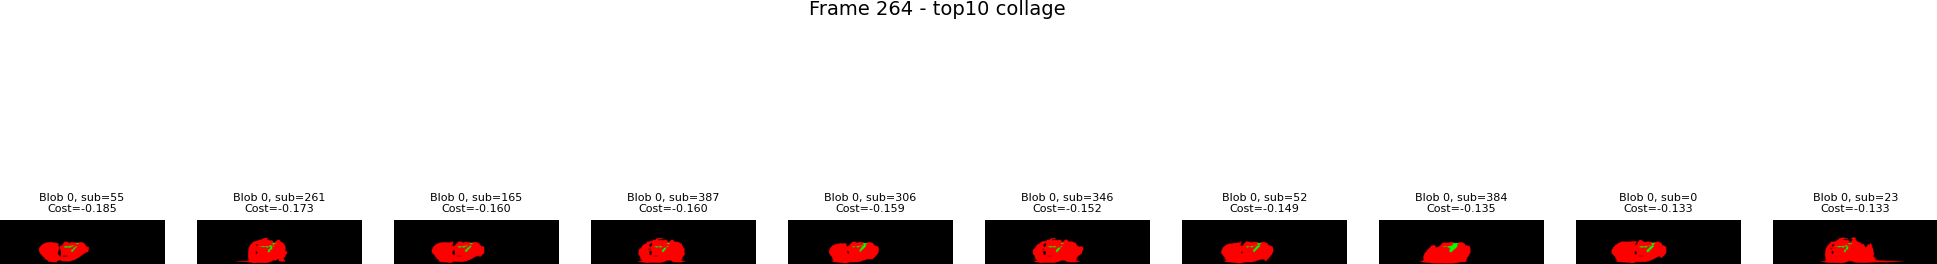 Frame 264 - top10 collage
Blob 0, sub=55
Cost=-0.185
Blob 0, sub=261
Cost=-0.173
Blob 0, sub=165
Cost=-0.160
Blob 0, sub=387
Cost=-0.160
Blob 0, sub=306
Cost=-0.159
Blob 0, sub=346
Cost=-0.152
Blob 0, sub=52
Cost=-0.149
Blob 0, sub=384
Cost=-0.135
Blob 0, sub=0
Cost=-0.133
Blob 0, sub=23
Cost=-0.133